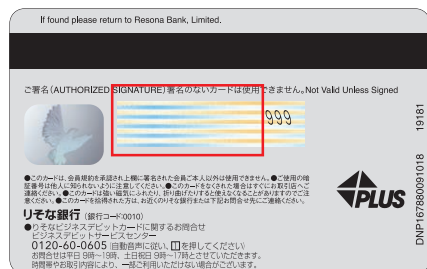 If found please return to Resona Bank, Limited.
ご署名(AUTHORIZED SIGNATURE)署名のないカードは使用できません。Not Valid Unless Signed
999
●このカードは、会員規約を承認され上欄に署名された会員ご本人以外は使用できません。●ご使用の暗
証番号は他人に知られないように注意してください。●このカードをなくされた場合はすぐにお取引店へご
連絡ください。●このカードは強い磁気にふれたり、折り曲げたりすると使えなくなることがありますのでご注
意ください。●このカードを拾得された方は、お近くのりそな銀行または下記お問合せ先にご連絡ください。
りそな銀行 (銀行コード:0010)
●りそなビジネスデビットカードに関するお問合せ
ビジネスデビットサービスセンター
0120-60-0605(自動音声に従い、1を押してください)
お問合せは平日 9時〜19時、土日祝日 9時〜17時とさせていただきます。
時間帯やお取引内容により、一部ご利用いただけない場合がございます。
PLUS
DNP1678800091018 19181